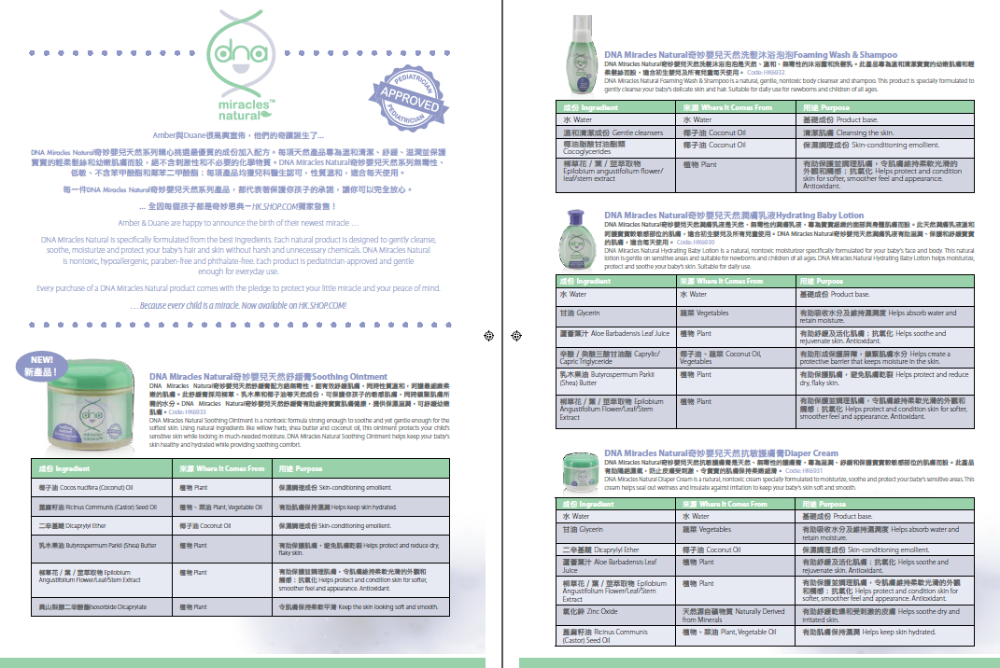 dna
miracles™
natural
PEDIATRICIAN
APPROVED
PEDIATRICIAN
Amber與Duane很高興宣佈，他們的奇蹟誕生了...
DNA Miracles Natural奇妙嬰兒天然系列精心挑選最優質的成份加入配方。每項天然產品專為溫和清潔、舒緩、滋潤並保護
寶寶的輕柔髮絲和幼嫩肌膚而設，絕不含刺激性和不必要的化學物質。DNA Miracles Natural奇妙嬰兒天然系列無毒性、
低敏、不含苯甲酸酯和鄰苯二甲酸酯；每項產品均獲兒科醫生認可，性質溫和，適合每天使用。
每一件DNA Miracles Natural奇妙嬰兒天然系列產品，都代表著保護你孩子的承諾，讓你可以完全放心。
... 全因每個孩子都是奇妙恩典－HK.SHOP.COM獨家發售！
Amber & Duane are happy to announce the birth of their newest miracle …
DNA Miracles Natural is specifically formulated from the best ingredients. Each natural product is designed to gently cleanse,
soothe, moisturize and protect your baby's hair and skin without harsh and unnecessary chemicals. DNA Miracles Natural
is nontoxic, hypoallergenic, paraben-free and phthalate-free. Each product is pediatrician-approved and gentle
enough for everyday use.
Every purchase of a DNA Miracles Natural product comes with the pledge to protect your little miracle and your peace of mind.
… Because every child is a miracle. Now available on HK.SHOP.COM!
NEW!
新產品！
DNA Miracles Natural奇妙嬰兒天然舒緩膏Soothing Ointment
DNA Miracles Natural奇妙嬰兒天然舒緩膏配方絕無毒性，能有效舒緩肌膚，同時性質溫和，呵護最細緻柔
嫩的肌膚。此舒緩膏採用柳草、乳木果和椰子油等天然成份，可保護你孩子的敏感肌膚，同時鎖緊肌膚所
需的水分。DNA Miracles Natural奇妙嬰兒天然舒緩膏有助維持寶寶肌膚健康，提供保濕滋潤，可舒緩幼嫩
肌膚。Code: HK6933
DNA Miracles Natural Soothing Ointment is a nontoxic formula strong enough to soothe and yet gentle enough for the
softest skin. Using natural ingredients like willow herb, shea butter and coconut oil, this ointment protects your child's
sensitive skin while locking in much-needed moisture. DNA Miracles Natural Soothing Ointment helps keep your baby's
skin healthy and hydrated while providing soothing comfort.
成份 Ingredient 來源 Where It Comes From 用途 Purpose
椰子油 Cocos nucifera (Coconut) Oil 植物 Plant 保濕調理成份 Skin-conditioning emollient.
蓖麻籽油 Ricinus Communis (Castor) Seed Oil 植物、菜油 Plant, Vegetable Oil 有助肌膚保持濕潤 Helps keep skin hydrated.
二辛基醚 Dicaprylyl Ether 椰子油 Coconut Oil 保濕調理成份 Skin-conditioning emollient.
乳木果油 Butyrospermum Parkii (Shea) Butter 植物 Plant 有助保護肌膚，避免肌膚乾裂 Helps protect and reduce dry,
flaky skin.
柳草花 / 葉 / 莖萃取物 Epilobium
Angustifolium Flower/Leaf/Stem Extract 植物 Plant 有助保護並調理肌膚，令肌膚維持柔軟光滑的外觀和
觸感；抗氧化 Helps protect and condition skin for softer,
smoother feel and appearance. Antioxidant.
異山梨醇二辛酸酯Isosorbide Dicaprylate 植物 Plant 令肌膚保持柔軟平滑 Keep the skin looking soft and smooth.
DNA Miracles Natural奇妙嬰兒天然洗髮沐浴泡泡Foaming Wash & Shampoo
DNA Miracles Natural奇妙嬰兒天然洗髮沐浴泡泡是天然、溫和、無毒性的沐浴露和洗髮乳。此產品專為溫和清潔寶寶的幼嫩肌膚和輕
柔髮絲而設，適合初生嬰兒及所有兒童每天使用。 Code: HK6932
DNA Miracles Natural Foaming Wash & Shampoo is a natural, gentle, nontoxic body cleanser and shampoo. This product is specially formulated to
gently cleanse your baby's delicate skin and hair. Suitable for daily use for newborns and children of all ages.
成份 Ingredient 來源 Where It Comes From 用途 Purpose
水 Water 水 Water 基礎成份 Product base.
溫和清潔成份 Gentle cleansers 椰子油 Coconut Oil 清潔肌膚 Cleansing the skin.
椰油脂酸甘油酯類
Cocoglycerides 椰子油 Coconut Oil 保濕調理成份 Skin-conditioning emollient.
柳草花 / 葉 / 莖萃取物
Epilobium angustifolium flower/
leaf/stem extract 植物 Plant 有助保護並調理肌膚，令肌膚維持柔軟光滑的
外觀和觸感；抗氧化 Helps protect and condition
skin for softer, smoother feel and appearance.
Antioxidant.
DNA Miracles Natural奇妙嬰兒天然潤膚乳液Hydrating Baby Lotion
DNA Miracles Natural奇妙嬰兒天然潤膚乳液是天然、無毒性的潤膚乳液，專為寶寶細緻的面部與身體肌膚而設。此天然潤膚乳液溫和
呵護寶寶較敏感部位的肌膚，適合初生嬰兒及所有兒童使用。DNA Miracles Natural奇妙嬰兒天然潤膚乳液有助滋潤、保護和舒緩寶寶
的肌膚，適合每天使用。 Code: HK6930
DNA Miracles Natural Hydrating Baby Lotion is a natural, nontoxic moisturizer specifically formulated for your baby's face and body. This natural
lotion is gentle on sensitive areas and suitable for newborns and children of all ages. DNA Miracles Natural Hydrating Baby Lotion helps moisturize,
protect and soothe your baby's skin. Suitable for daily use.
成份 Ingredient 來源 Where It Comes From 用途 Purpose
水 Water 水 Water 基礎成份 Product base.
甘油 Glycerin 蔬菜 Vegetables 有助吸收水分及維持濕潤度 Helps absorb water and
retain moisture.
蘆薈葉汁 Aloe Barbadensis Leaf Juice 植物 Plant 有助舒緩及活化肌膚；抗氧化 Helps soothe and
rejuvenate skin. Antioxidant.
辛酸 / 癸酸三酸甘油酯 Caprylic/
Capric Triglyceride 椰子油、蔬菜 Coconut Oil,
Vegetables 有助形成保護屏障，鎖緊肌膚水分 Helps create a
protective barrier that keeps moisture in the skin.
乳木果油 Butyrospermum Parkii
(Shea) Butter 植物 Plant 有助保護肌膚，避免肌膚乾裂 Helps protect and reduce
dry, flaky skin.
柳草花 / 葉 / 莖萃取物 Epilobium
Angustifolium Flower/Leaf/Stem
Extract 植物 Plant 有助保護並調理肌膚，令肌膚維持柔軟光滑的外觀和
觸感；抗氧化 Helps protect and condition skin for softer,
smoother feel and appearance. Antioxidant.
DNA Miracles Natural奇妙嬰兒天然抗敏護膚膏Diaper Cream
DNA Miracles Natural奇妙嬰兒天然抗敏護膚膏是天然、無毒性的護膚膏，專為滋潤、舒緩和保護寶寶較敏感部位的肌膚而設。此產品
有助隔絕濕氣，防止皮膚受刺激，令寶寶的肌膚保持柔嫩細滑。 Code: HK6931
DNA Miracles Natural Diaper Cream is a natural, nontoxic cream specially formulated to moisturize, soothe and protect your baby's sensitive areas. This
cream helps seal out wetness and insulate against irritation to keep your baby's skin soft and smooth.
成份 Ingredient 來源 Where It Comes From 用途 Purpose
水 Water 水 Water 基礎成份 Product base.
甘油 Glycerin 蔬菜 Vegetables 有助吸收水分及維持濕潤度 Helps absorb water and
retain moisture.
二辛基醚 Dicaprylyl Ether 椰子油 Coconut Oil 保濕調理成份 Skin-conditioning emollient.
蘆薈葉汁 Aloe Barbadensis Leaf
Juice 植物 Plant 有助舒緩及活化肌膚；抗氧化 Helps soothe and
rejuvenate skin. Antioxidant.
柳草花 / 葉 / 莖萃取物 Epilobium
Angustifolium Flower/Leaf/Stem
Extract 植物 Plant 有助保護並調理肌膚，令肌膚維持柔軟光滑的外觀
和觸感；抗氧化 Helps protect and condition skin for
softer, smoother feel and appearance. Antioxidant.
氧化鋅 Zinc Oxide 天然源自礦物質 Naturally Derived
from Minerals 有助舒緩乾燥和受刺激的皮膚 Helps soothe dry and
irritated skin.
蓖麻籽油 Ricinus Communis
(Castor) Seed Oil 植物、菜油 Plant, Vegetable Oil 有助肌膚保持濕潤 Helps keep skin hydrated.